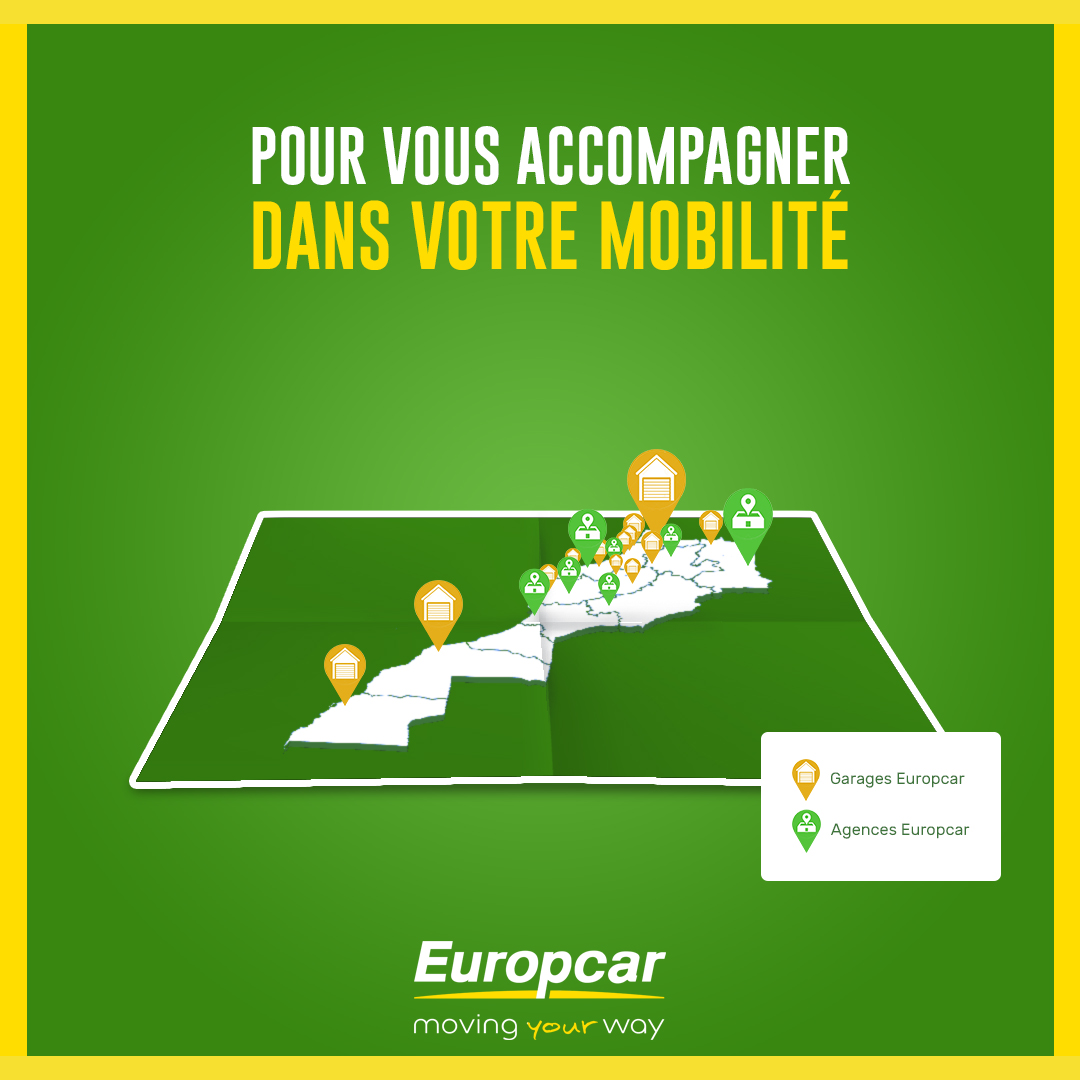 POUR VOUS ACCOMPAGNER
DANS VOTRE MOBILITÉ
Garages Europcar
Agences Europcar
Europcar
moving your way